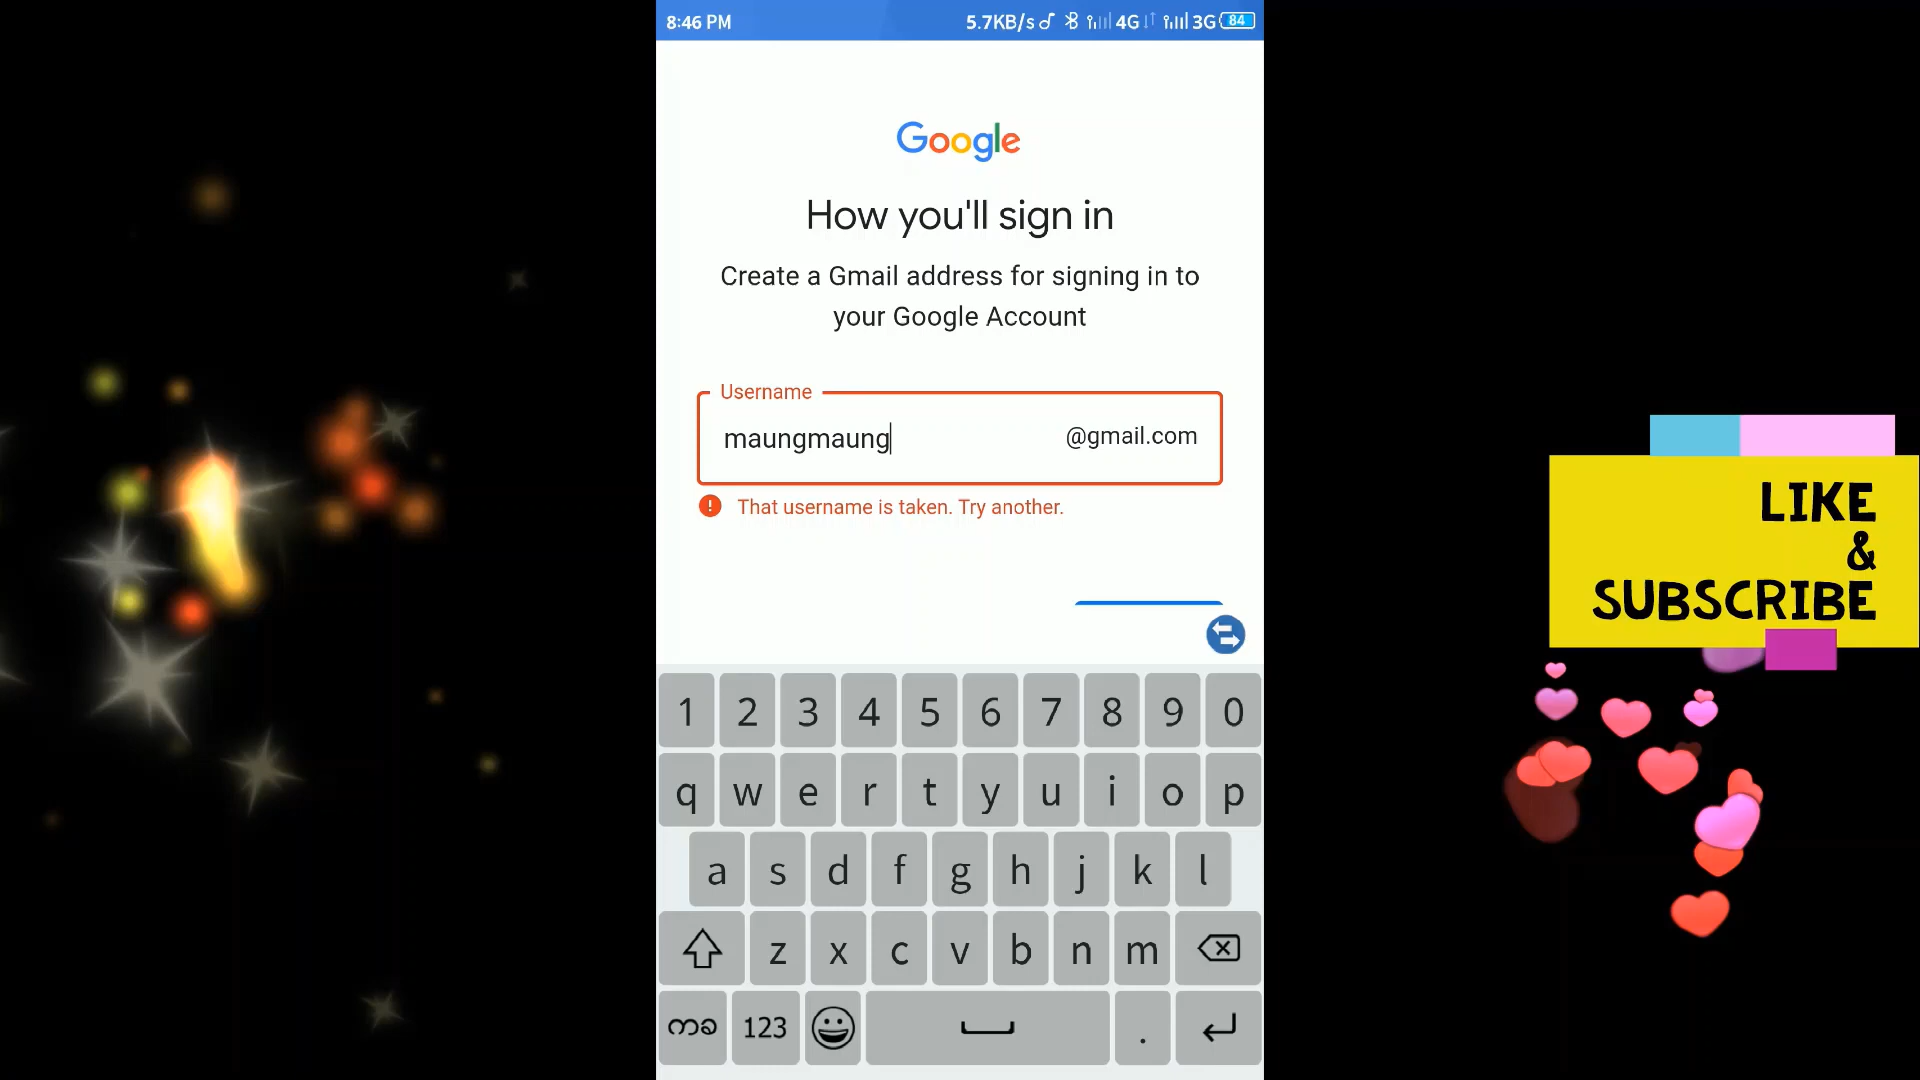 8:46 PM 5.7KB/s 4G 3G 84
Google
How you'll sign in
Create a Gmail address for signing in to
your Google Account
Username
maungmaung @gmail.com
! That username is taken. Try another.
LIKE
&
SUBSCRIBE
1 2 3 4 5 6 7 8 9 0
q w e r t y u i o p
a s d f g h j k l
z x c v b n m
ကခ 123 .